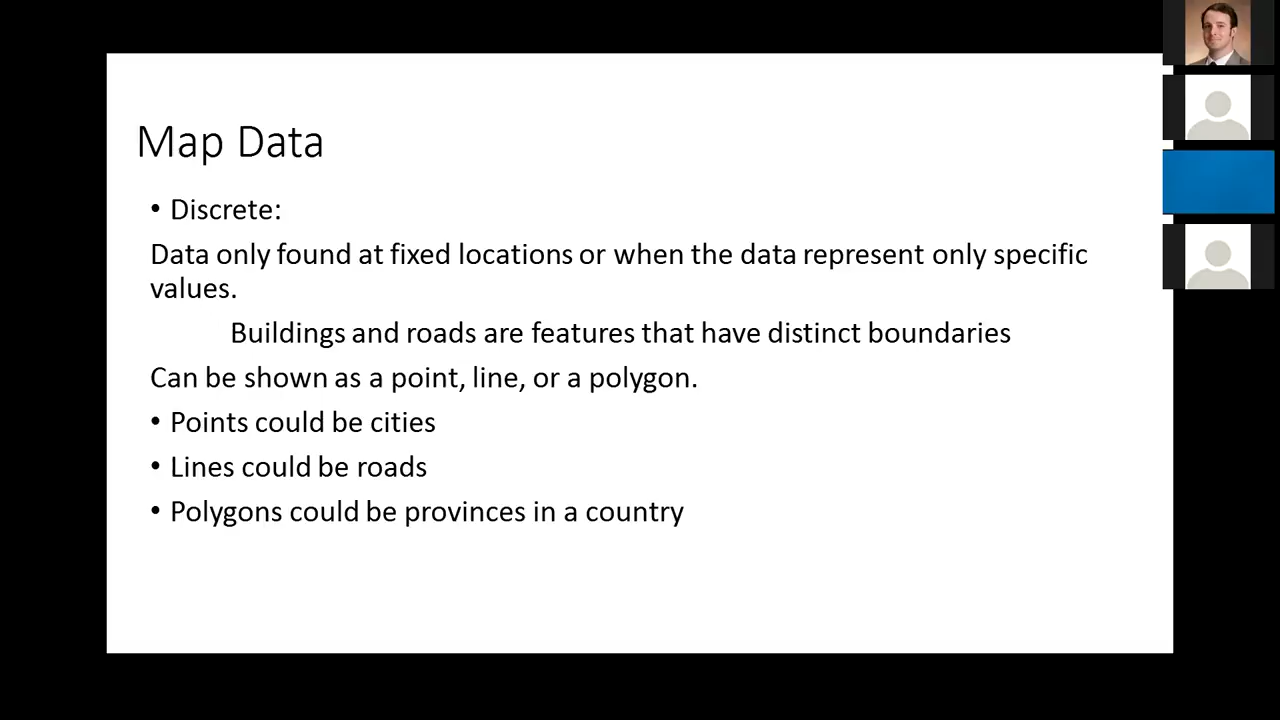 Map Data
• Discrete:
Data only found at fixed locations or when the data represent only specific
values.
Buildings and roads are features that have distinct boundaries
Can be shown as a point, line, or a polygon.
• Points could be cities
• Lines could be roads
• Polygons could be provinces in a country